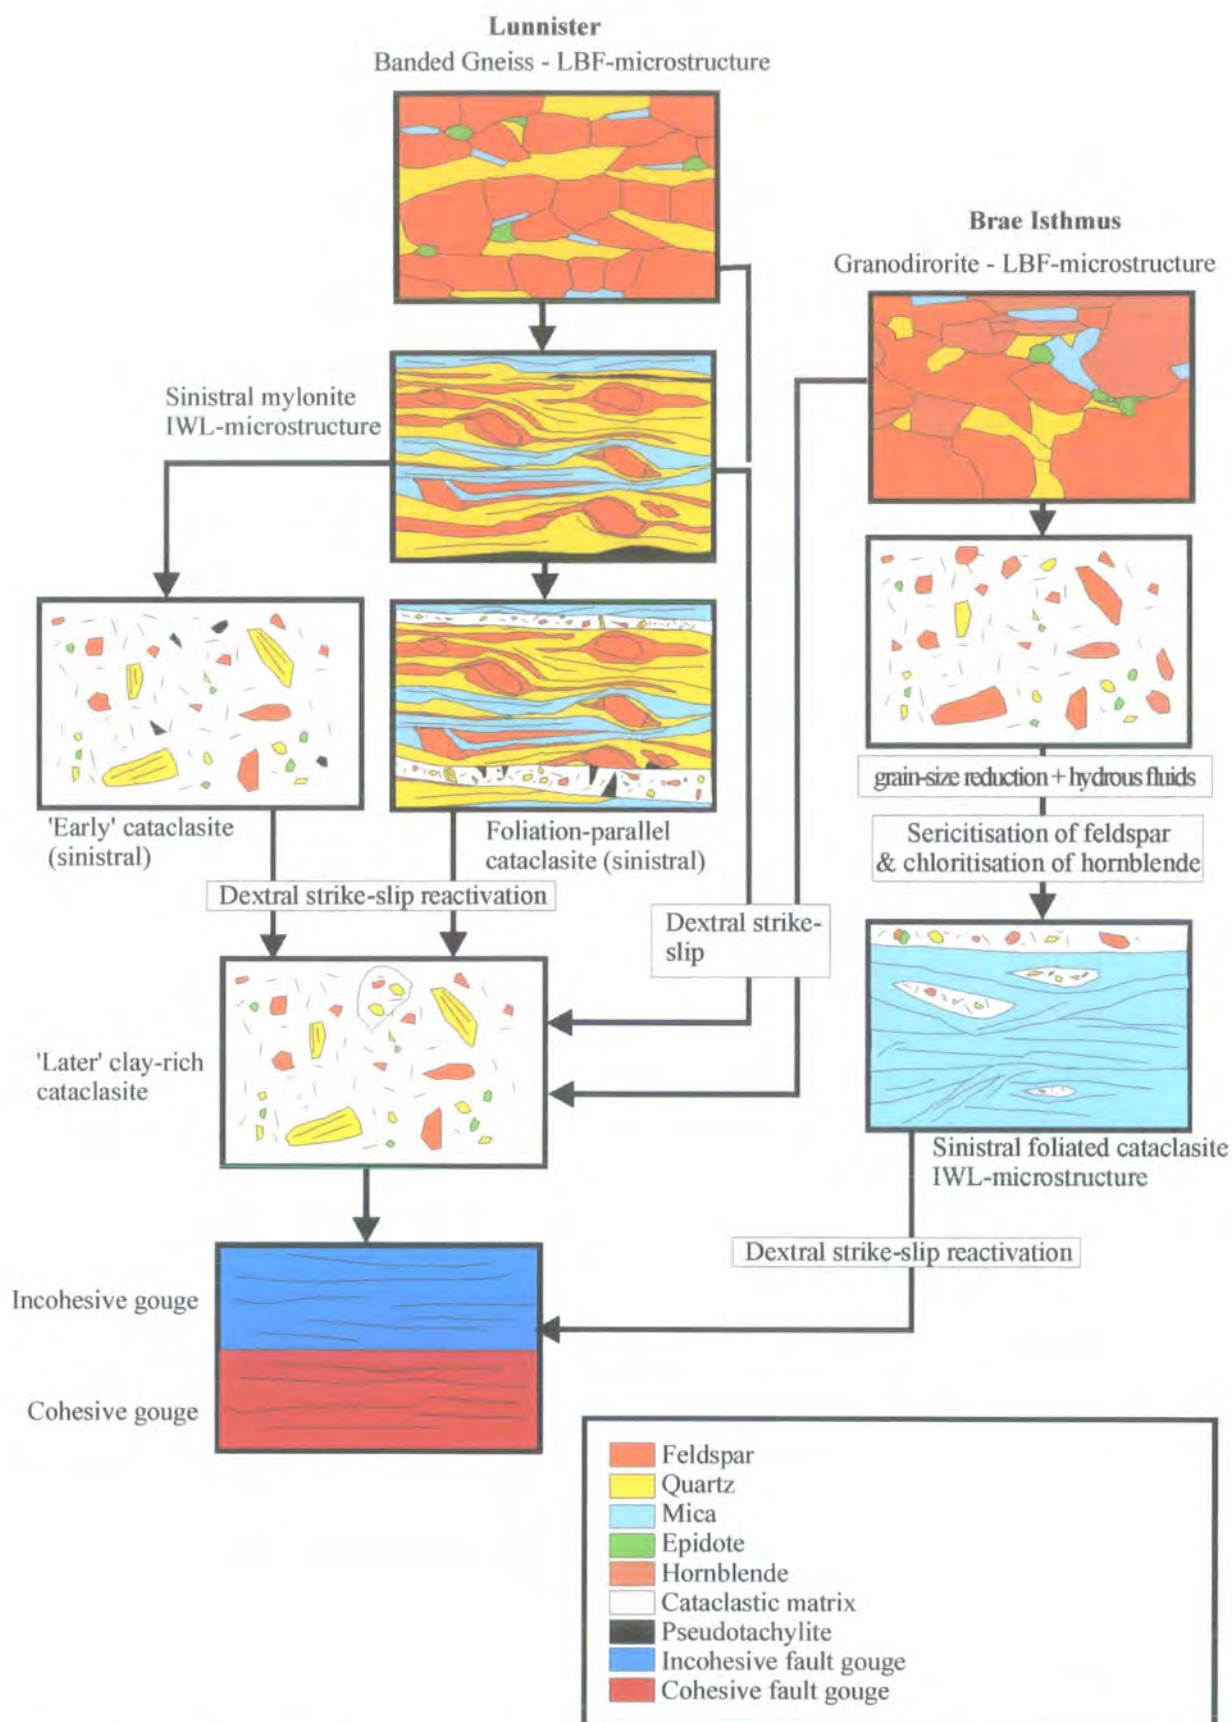 Lunnister
Banded Gneiss - LBF-microstructure
Brae Isthmus
Granodirorite - LBF-microstructure
Sinistral mylonite
IWL-microstructure
'Early' cataclasite
(sinistral)
Foliation-parallel
cataclasite (sinistral)
grain-size reduction + hydrous fluids
Sericitisation of feldspar
& chloritisation of hornblende
Dextral strike-slip reactivation
Dextral strike-
slip
'Later' clay-rich
cataclasite
Sinistral foliated cataclasite
IWL-microstructure
Dextral strike-slip reactivation
Incohesive gouge
Cohesive gouge
Feldspar
Quartz
Mica
Epidote
Hornblende
Cataclastic matrix
Pseudotachylite
Incohesive fault gouge
Cohesive fault gouge